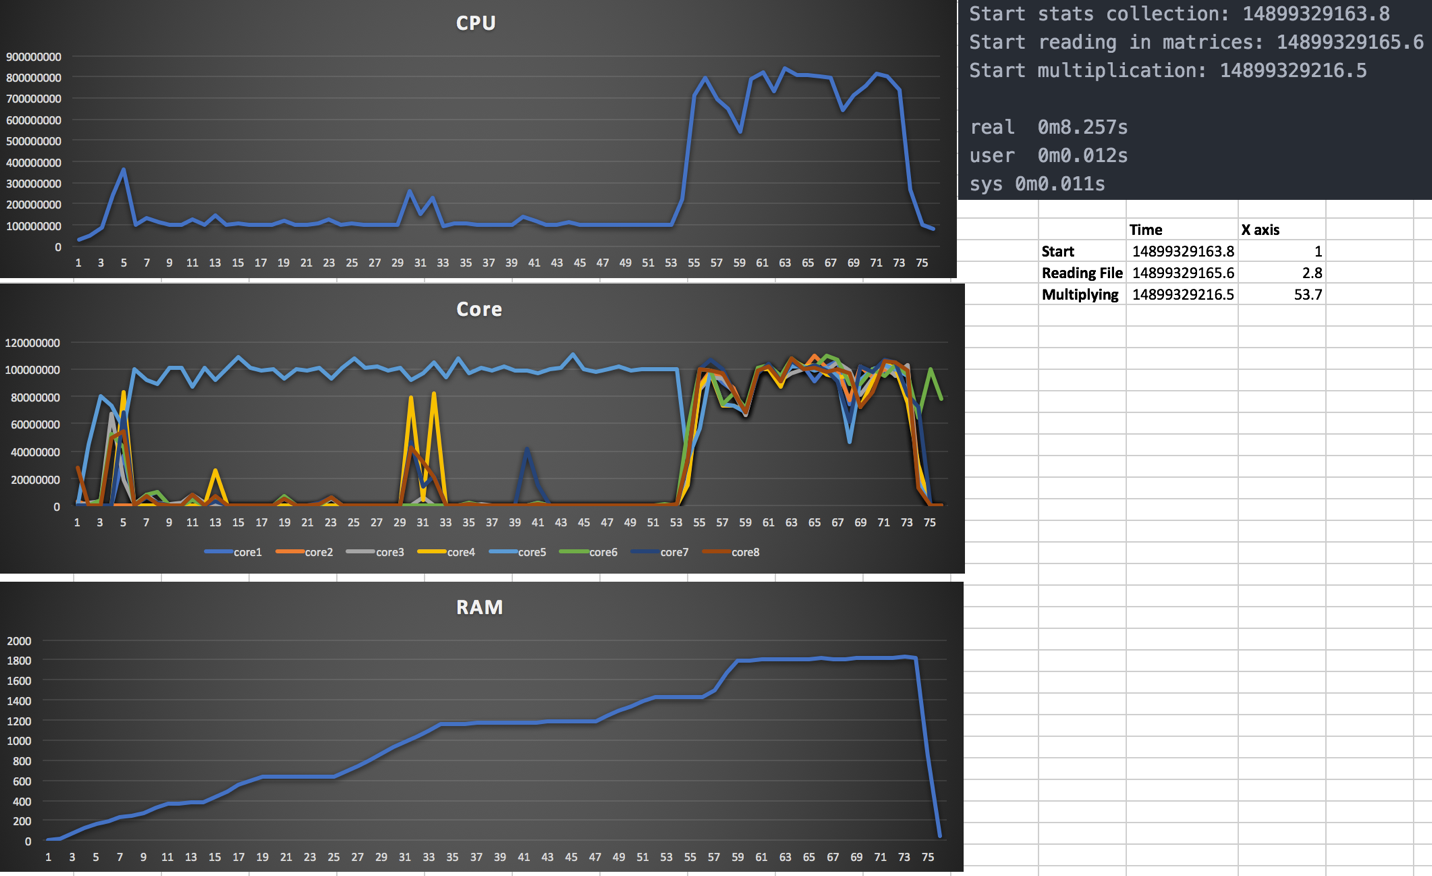 CPU
900000000
800000000
700000000
600000000
500000000
400000000
300000000
200000000
100000000
0
1 3 5 7 9 11 13 15 17 19 21 23 25 27 29 31 33 35 37 39 41 43 45 47 49 51 53 55 57 59 61 63 65 67 69 71 73 75
Start stats collection: 14899329163.8
Start reading in matrices: 14899329165.6
Start multiplication: 14899329216.5
real 0m8.257s
user 0m0.012s
sys 0m0.011s
Time X axis
Start 14899329163.8 1
Reading File 14899329165.6 2.8
Multiplying 14899329216.5 53.7
Core
120000000
100000000
80000000
60000000
40000000
20000000
0
1 3 5 7 9 11 13 15 17 19 21 23 25 27 29 31 33 35 37 39 41 43 45 47 49 51 53 55 57 59 61 63 65 67 69 71 73 75
core1 core2 core3 core4 core5 core6 core7 core8
RAM
2000
1800
1600
1400
1200
1000
800
600
400
200
0
1 3 5 7 9 11 13 15 17 19 21 23 25 27 29 31 33 35 37 39 41 43 45 47 49 51 53 55 57 59 61 63 65 67 69 71 73 75